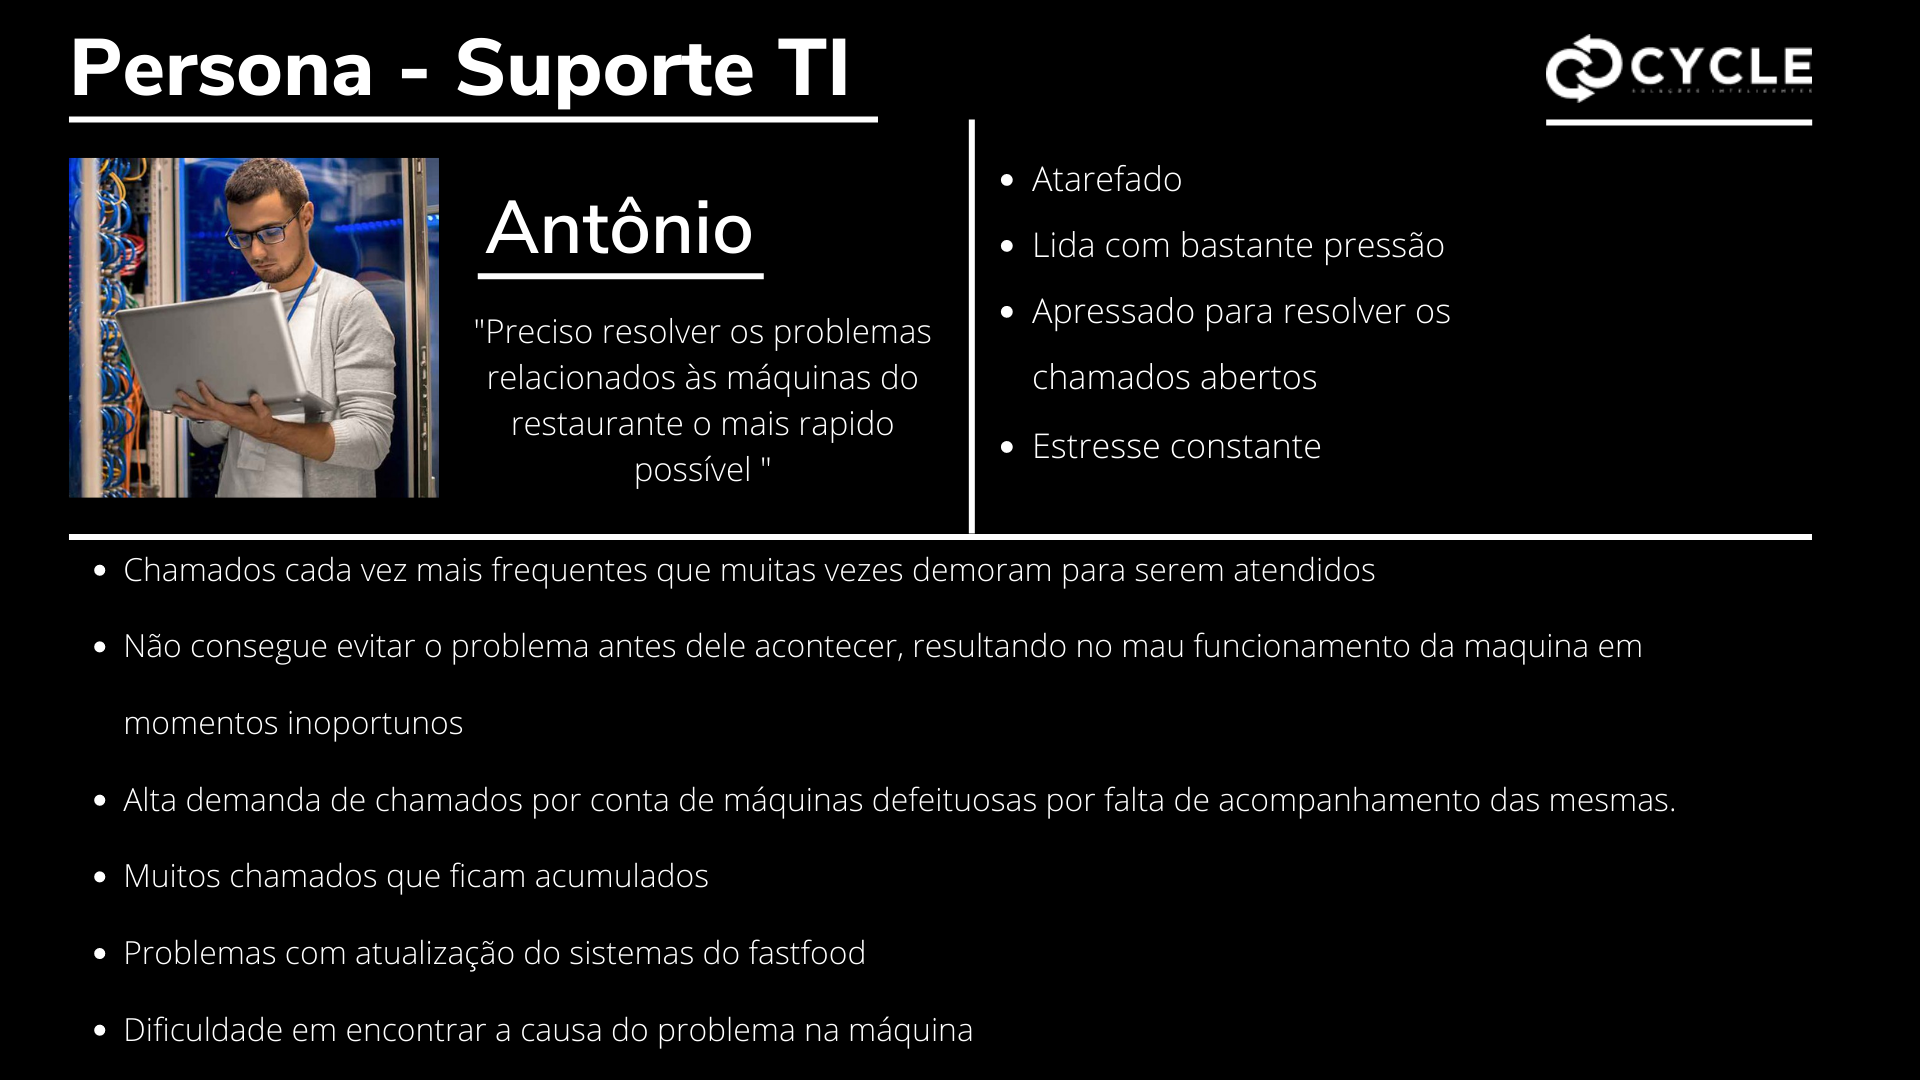 Persona - Suporte TI
CYCLE
SOLUÇÕES INTELIGENTES
Antônio
"Preciso resolver os problemas
relacionados às máquinas do
restaurante o mais rapido
possível "
• Atarefado
• Lida com bastante pressão
• Apressado para resolver os
chamados abertos
• Estresse constante
• Chamados cada vez mais frequentes que muitas vezes demoram para serem atendidos
• Não consegue evitar o problema antes dele acontecer, resultando no mau funcionamento da maquina em
momentos inoportunos
• Alta demanda de chamados por conta de máquinas defeituosas por falta de acompanhamento das mesmas.
• Muitos chamados que ficam acumulados
• Problemas com atualização do sistemas do fastfood
• Dificuldade em encontrar a causa do problema na máquina